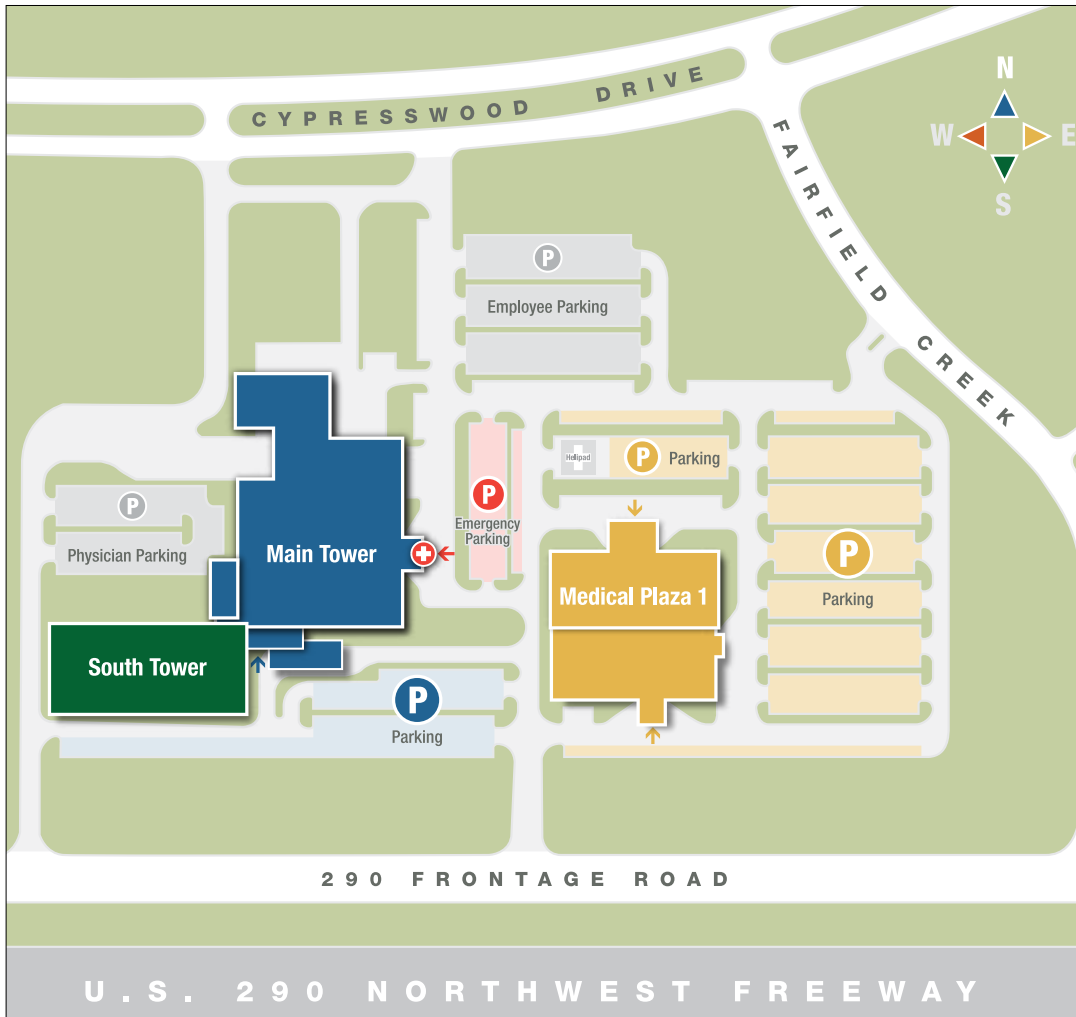 CYPRESSWOOD DRIVE
FAIRFIELD CREEK
N
W
E
S
P
Employee Parking
P
Helipad
P
Parking
P
Emergency
Parking
P
Physician Parking
Main Tower
P
Parking
Medical Plaza 1
South Tower
P
Parking
290 FRONTAGE ROAD
U.S. 290 NORTHWEST FREEWAY